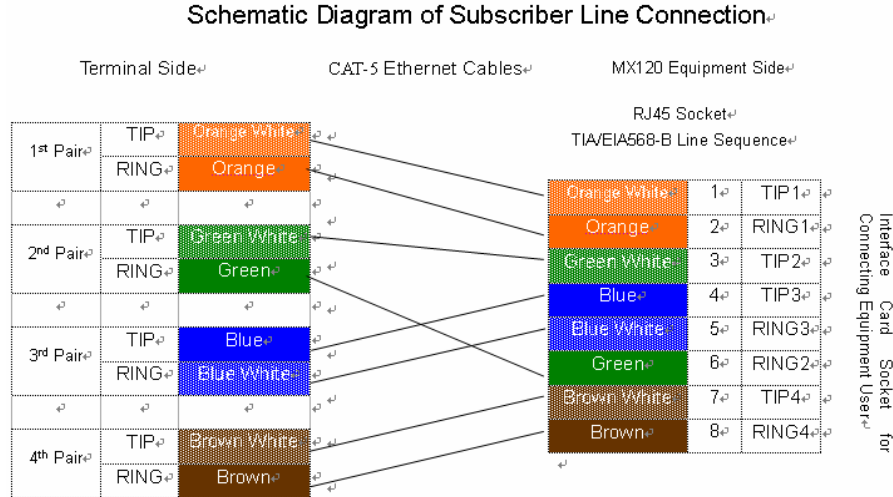 Schematic Diagram of Subscriber Line Connection
Terminal Side
CAT-5 Ethernet Cables
MX120 Equipment Side
RJ45 Socket
TIA/EIA568-B Line Sequence
1st Pair
TIP
Orange White
RING
Orange
2nd Pair
TIP
Green White
RING
Green
3rd Pair
TIP
Blue
RING
Blue White
4th Pair
TIP
Brown White
RING
Brown
Orange White 1 TIP1
Orange 2 RING1
Green White 3 TIP2
Blue 4 TIP3
Blue White 5 RING3
Green 6 RING2
Brown White 7 TIP4
Brown 8 RING4
Interface Card Socket for
Connecting Equipment User